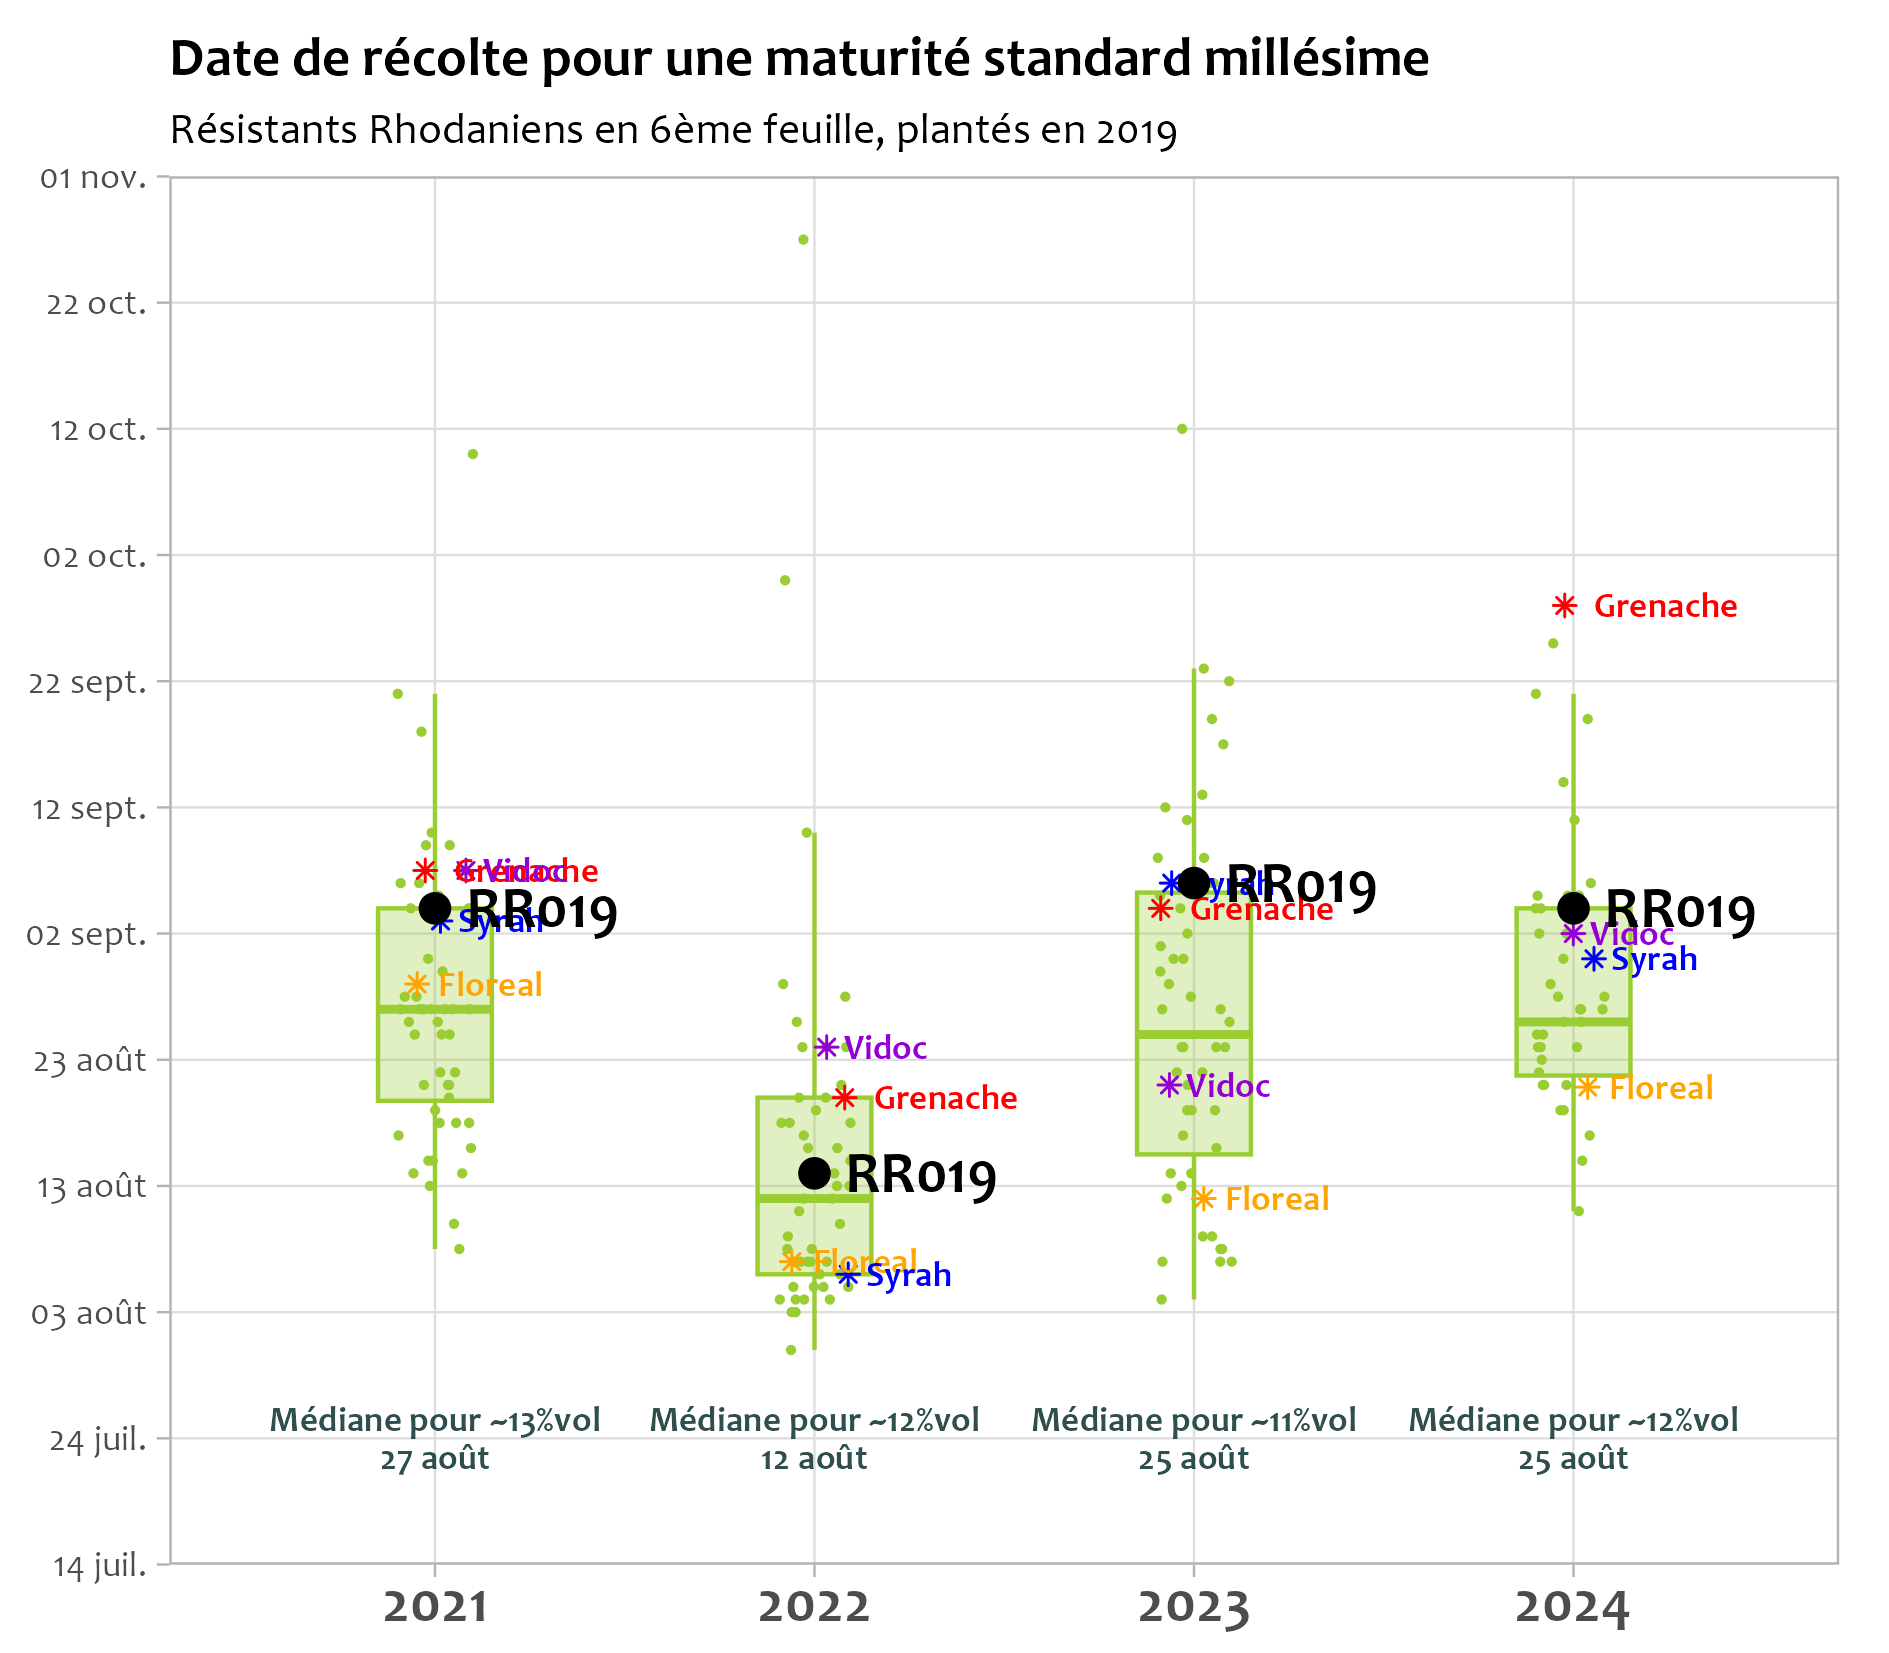 Date de récolte pour une maturité standard millésime
Résistants Rhodaniens en 6ème feuille, plantés en 2019
01 nov.
22 oct.
12 oct.
02 oct.
22 sept.
12 sept.
02 sept.
23 août
13 août
03 août
24 juil.
14 juil.
Grenache
Vidoc
RR019
Syrah
Floreal
Vidoc
Grenache
RR019
Floreal
Syrah
Syrah
RR019
Grenache
Vidoc
Floreal
Grenache
RR019
Vidoc
Syrah
Floreal
Médiane pour ~13%vol
27 août
Médiane pour ~12%vol
12 août
Médiane pour ~11%vol
25 août
Médiane pour ~12%vol
25 août
2021
2022
2023
2024